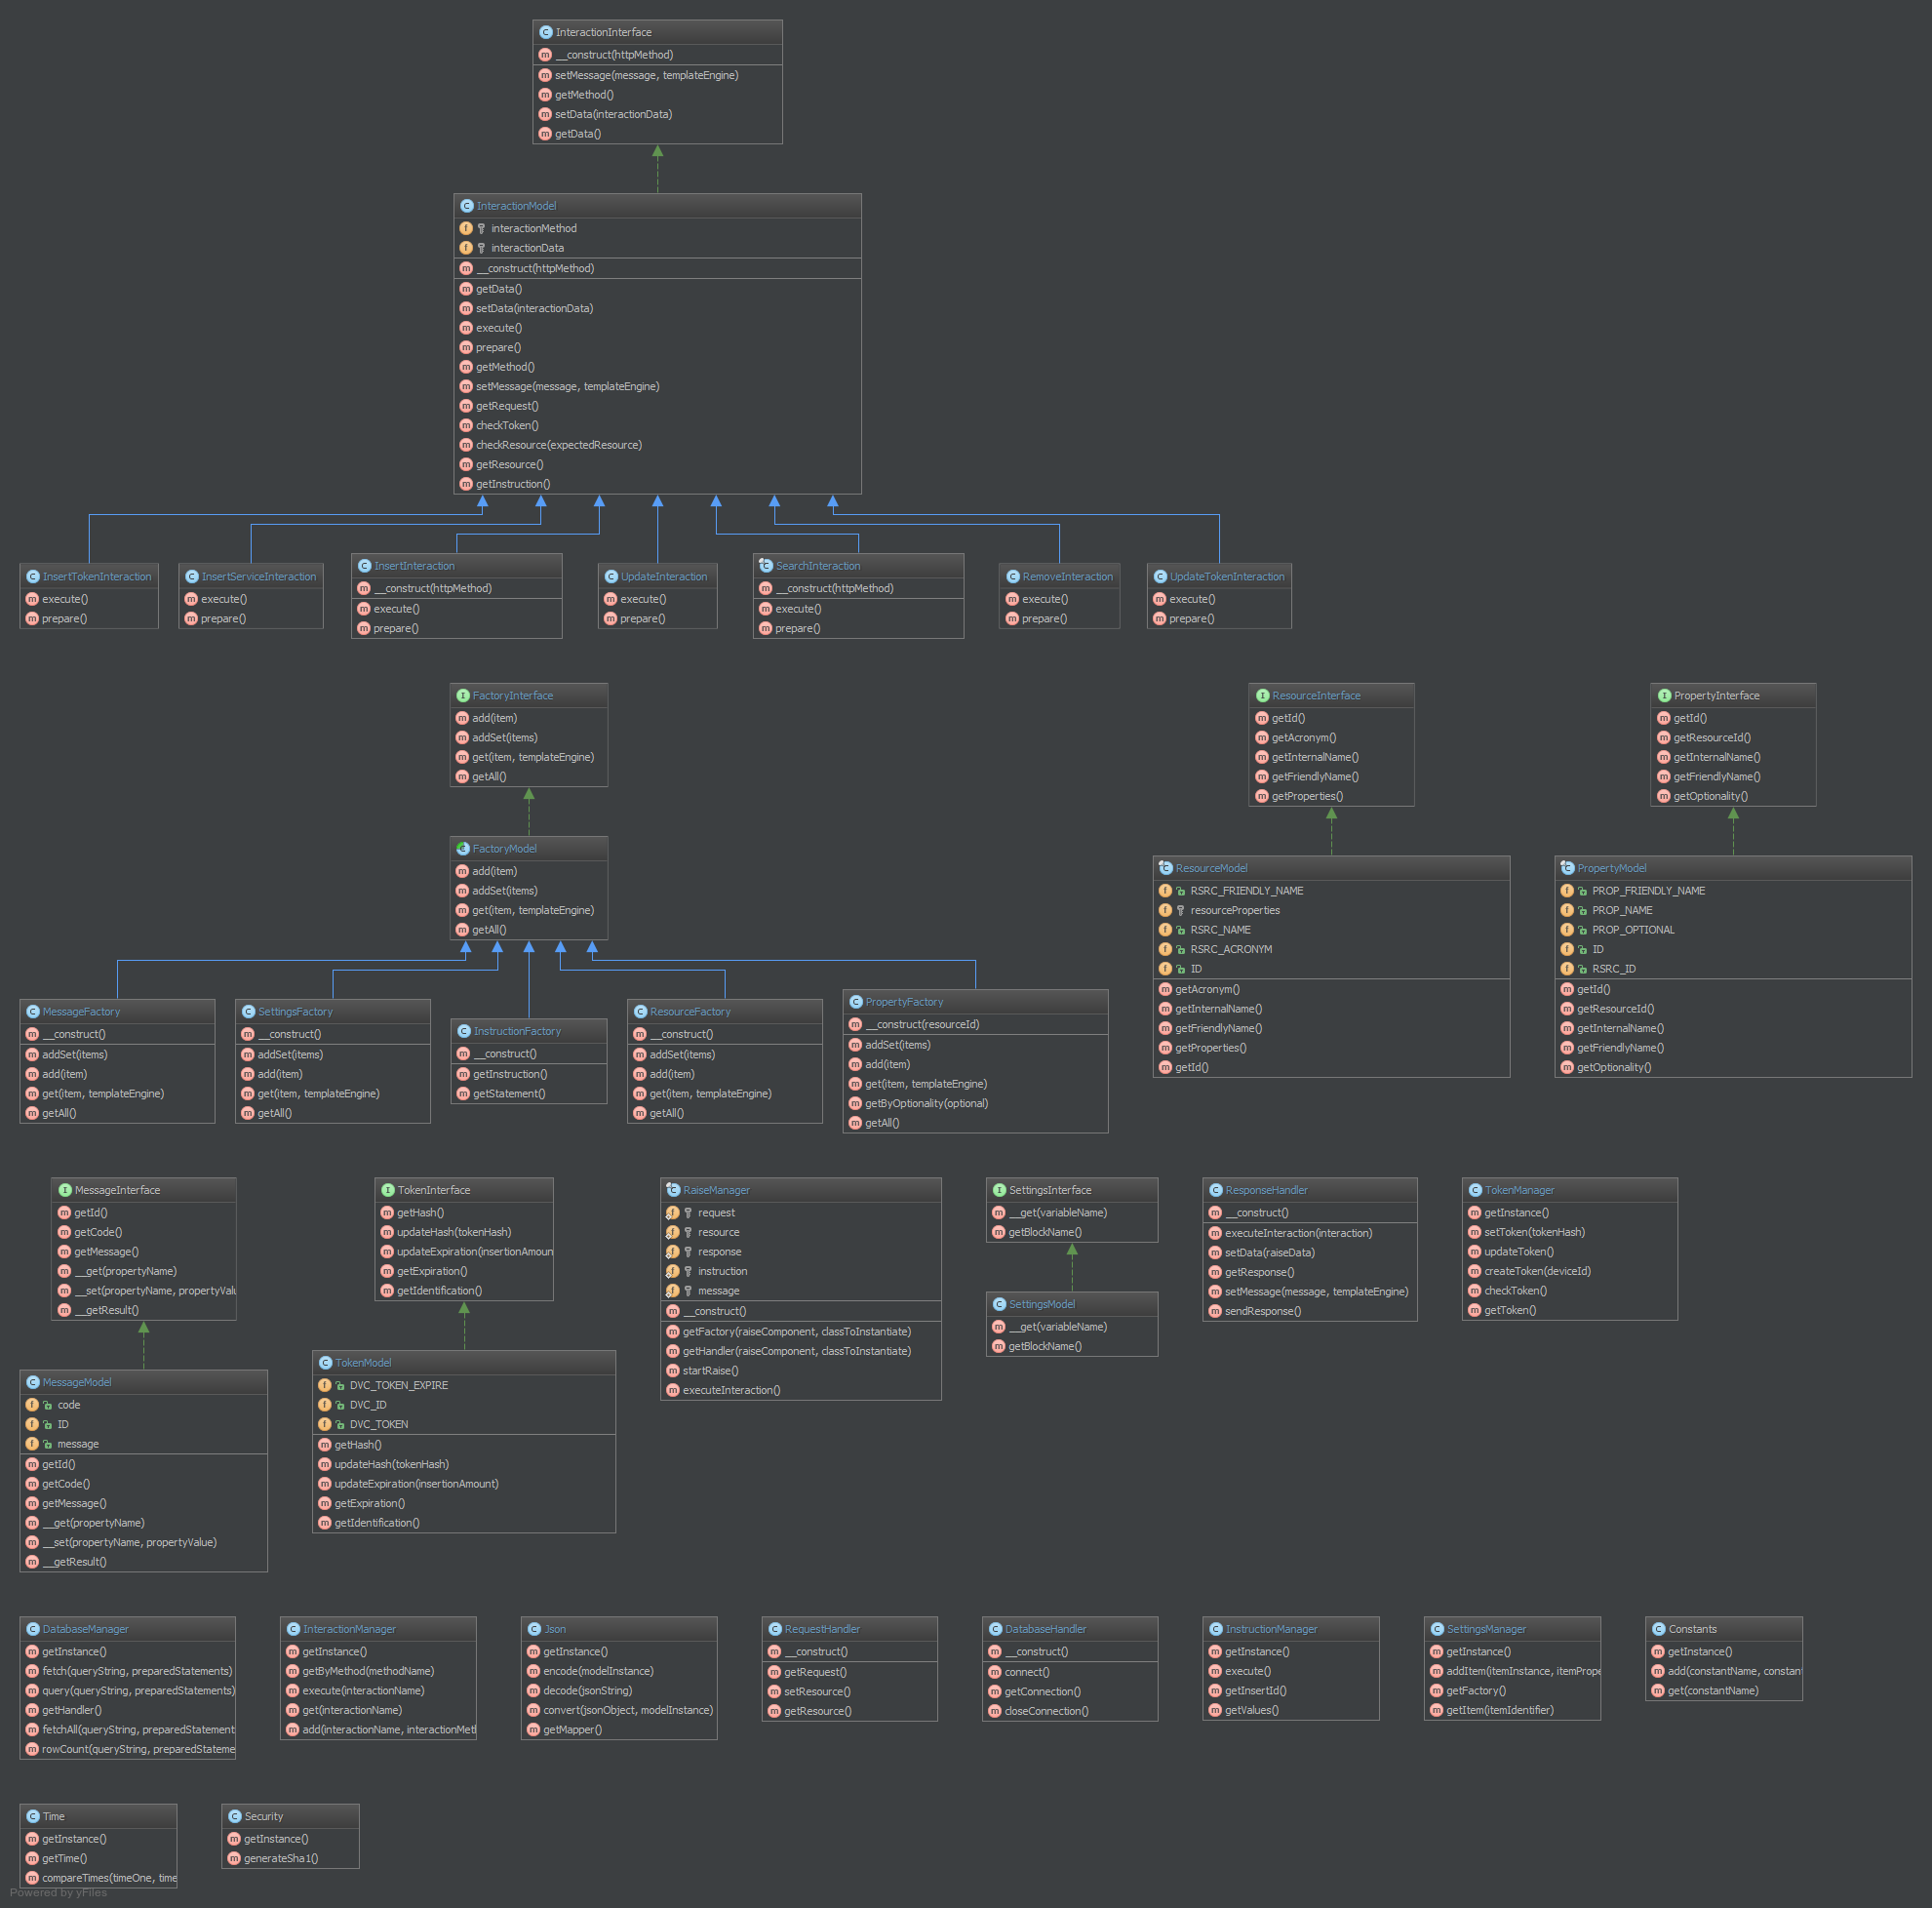 InteractionInterface
__construct(httpMethod)
setMessage(message, templateEngine)
getMethod()
setData(interactionData)
getData()
InteractionModel
interactionMethod
interactionData
__construct(httpMethod)
getData()
setData(interactionData)
execute()
prepare()
getMethod()
setMessage(message, templateEngine)
getRequest()
checkToken()
checkResource(expectedResource)
getResource()
getInstruction()
InsertTokenInteraction
execute()
prepare()
InsertServiceInteraction
execute()
prepare()
InsertInteraction
__construct(httpMethod)
execute()
prepare()
UpdateInteraction
execute()
prepare()
SearchInteraction
__construct(httpMethod)
execute()
prepare()
RemoveInteraction
execute()
prepare()
UpdateTokenInteraction
execute()
prepare()
FactoryInterface
add(item)
addSet(items)
get(item, templateEngine)
getAll()
ResourceInterface
getId()
getAcronym()
getInternalName()
getFriendlyName()
getProperties()
PropertyInterface
getId()
getResourceId()
getInternalName()
getFriendlyName()
getOptionality()
FactoryModel
add(item)
addSet(items)
get(item, templateEngine)
getAll()
ResourceModel
RSRC_FRIENDLY_NAME
resourceProperties
RSRC_NAME
RSRC_ACRONYM
ID
getAcronym()
getInternalName()
getFriendlyName()
getProperties()
getId()
PropertyModel
PROP_FRIENDLY_NAME
PROP_NAME
PROP_OPTIONAL
ID
RSRC_ID
getId()
getResourceId()
getInternalName()
getFriendlyName()
getOptionality()
MessageFactory
__construct()
addSet(items)
add(item)
get(item, templateEngine)
getAll()
SettingsFactory
__construct()
addSet(items)
add(item)
get(item, templateEngine)
getAll()
InstructionFactory
__construct()
getInstruction()
getStatement()
ResourceFactory
__construct()
addSet(items)
add(item)
get(item, templateEngine)
getAll()
PropertyFactory
__construct(resourceId)
addSet(items)
add(item)
get(item, templateEngine)
getByOptionality(optional)
getAll()
MessageInterface
getId()
getCode()
getMessage()
__get(propertyName)
__set(propertyName, propertyValu
__getResult()
TokenInterface
getHash()
updateHash(tokenHash)
updateExpiration(insertionAmoun
getExpiration()
getIdentification()
RaiseManager
request
resource
response
instruction
message
__construct()
getFactory(raiseComponent, classToInstantiate)
getHandler(raiseComponent, classToInstantiate)
startRaise()
executeInteraction()
SettingsInterface
__get(variableName)
getBlockName()
ResponseHandler
__construct()
executeInteraction(interaction)
setData(raiseData)
getResponse()
setMessage(message, templateEngine)
sendResponse()
TokenManager
getInstance()
setToken(tokenHash)
updateToken()
createToken(deviceId)
checkToken()
getToken()
SettingsModel
__get(variableName)
getBlockName()
MessageModel
code
ID
message
getId()
getCode()
getMessage()
__get(propertyName)
__set(propertyName, propertyValue)
__getResult()
TokenModel
DVC_TOKEN_EXPIRE
DVC_ID
DVC_TOKEN
getHash()
updateHash(tokenHash)
updateExpiration(insertionAmount)
getExpiration()
getIdentification()
DatabaseManager
getInstance()
fetch(queryString, preparedStatements)
query(queryString, preparedStatements)
getHandler()
fetchAll(queryString, preparedStatement
rowCount(queryString, preparedStateme
InteractionManager
getInstance()
getByMethod(methodName)
execute(interactionName)
get(interactionName)
add(interactionName, interactionMet
Json
getInstance()
encode(modelInstance)
decode(jsonString)
convert(jsonObject, modelInstance)
getMapper()
RequestHandler
__construct()
getRequest()
setResource()
getResource()
DatabaseHandler
__construct()
connect()
getConnection()
closeConnection()
InstructionManager
getInstance()
execute()
getInsertId()
getValues()
SettingsManager
getInstance()
addItem(itemInstance, itemPrope
getFactory()
getItem(itemIdentifier)
Constants
getInstance()
add(constantName, constan
get(constantName)
Time
getInstance()
getTime()
compareTimes(timeOne, time
Security
getInstance()
generateSha1()
Powered by yFiles